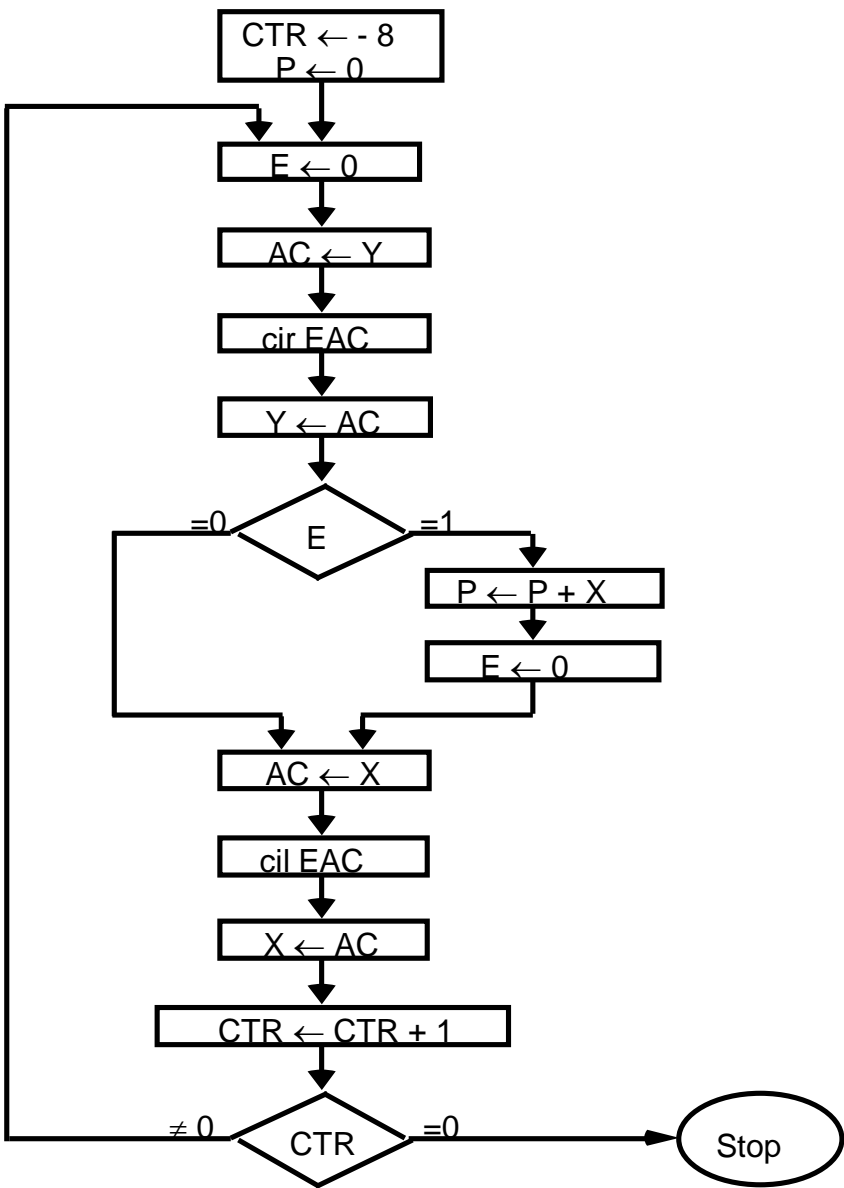 CTR ← - 8
P ← 0
E ← 0
AC ← Y
cir EAC
Y ← AC
=0
E
=1
P ← P + X
E ← 0
AC ← X
cil EAC
X ← AC
CTR ← CTR + 1
≠ 0
CTR
=0
Stop